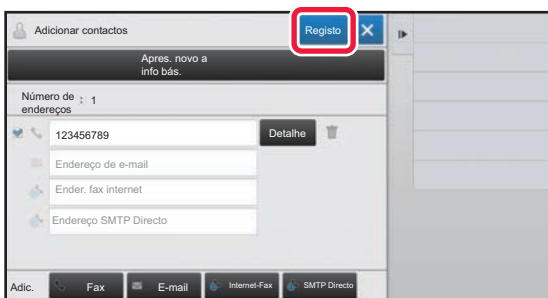 Adicionar contactos
Registo
Apres. novo a
info bás.
Número de : 1
endereços
123456789
Detalhe
Endereço de e-mail
Ender. fax internet
Endereço SMTP Directo
Adic.
Fax
E-mail
Internet-Fax
SMTP Directo